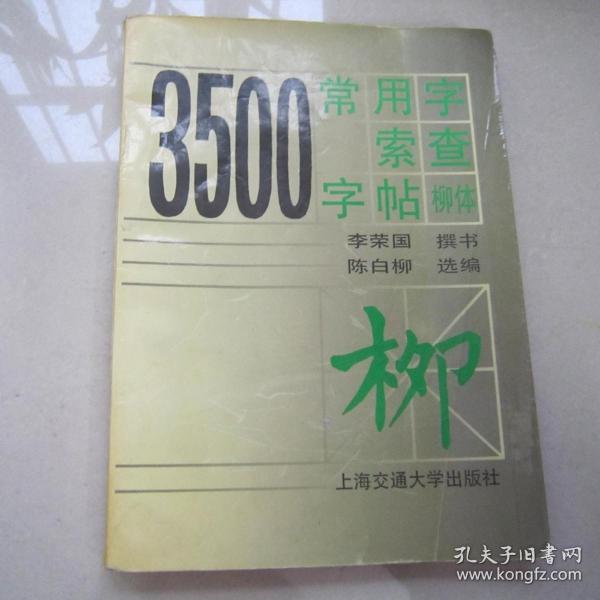 3500
常用字
索查
字帖 柳体
李荣国 撰书
陈白柳 选编
柳
上海交通大学出版社
孔夫子旧书网
www.kongfz.com